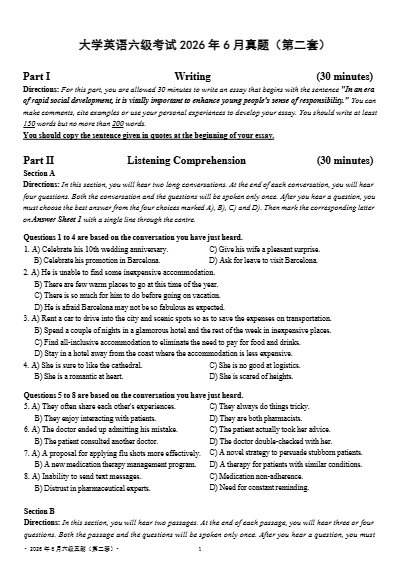 大学英语六级考试 2026 年 6 月真题（第二套）
Part I Writing (30 minutes)
Directions: For this part, you are allowed 30 minutes to write an essay that begins with the sentence "In an era
of rapid social development, it is vitally important to enhance young people's sense of responsibility." You can
make comments, cite examples or use your personal experiences to develop your essay. You should write at least
150 words but no more than 200 words.
You should copy the sentence given in quotes at the beginning of your essay.
Part II Listening Comprehension (30 minutes)
Section A
Directions: In this section, you will hear two long conversations. At the end of each conversation, you will hear
four questions. Both the conversation and the questions will be spoken only once. After you hear a question, you
must choose the best answer from the four choices marked A), B), C) and D). Then mark the corresponding letter
on Answer Sheet 1 with a single line through the centre.
Questions 1 to 4 are based on the conversation you have just heard.
1. A) Celebrate his 10th wedding anniversary. C) Give his wife a pleasant surprise.
B) Celebrate his promotion in Barcelona. D) Ask for leave to visit Barcelona.
2. A) He is unable to find some inexpensive accommodation.
B) There are few warm places to go at this time of the year.
C) There is so much for him to do before going on vacation.
D) He is afraid Barcelona may not be so fabulous as expected.
3. A) Rent a car to drive into the city and scenic spots so as to save the expenses on transportation.
B) Spend a couple of nights in a glamorous hotel and the rest of the week in inexpensive places.
C) Find all-inclusive accommodation to eliminate the need to pay for food and drinks.
D) Stay in a hotel away from the coast where the accommodation is less expensive.
4. A) She is sure to like the cathedral. C) She is no good at logistics.
B) She is a romantic at heart. D) She is scared of heights.
Questions 5 to 8 are based on the conversation you have just heard.
5. A) They often share each other's experiences. C) They always do things tricky.
B) They enjoy interacting with patients. D) They are both pharmacists.
6. A) The doctor ended up admitting his mistake. C) The patient actually took her advice.
B) The patient consulted another doctor. D) The doctor double-checked with her.
7. A) A proposal for applying flu shots more effectively. C) A novel strategy to persuade stubborn patients.
B) A new medication therapy management program. D) A therapy for patients with similar conditions.
8. A) Inability to send text messages. C) Medication non-adherence.
B) Distrust in pharmaceutical experts. D) Need for constant reminding.
Section B
Directions: In this section, you will hear two passages. At the end of each passage, you will hear three or four
questions. Both the passage and the questions will be spoken only once. After you hear a question, you must
· 2026 年 6 月六级真题（第二套）· 1